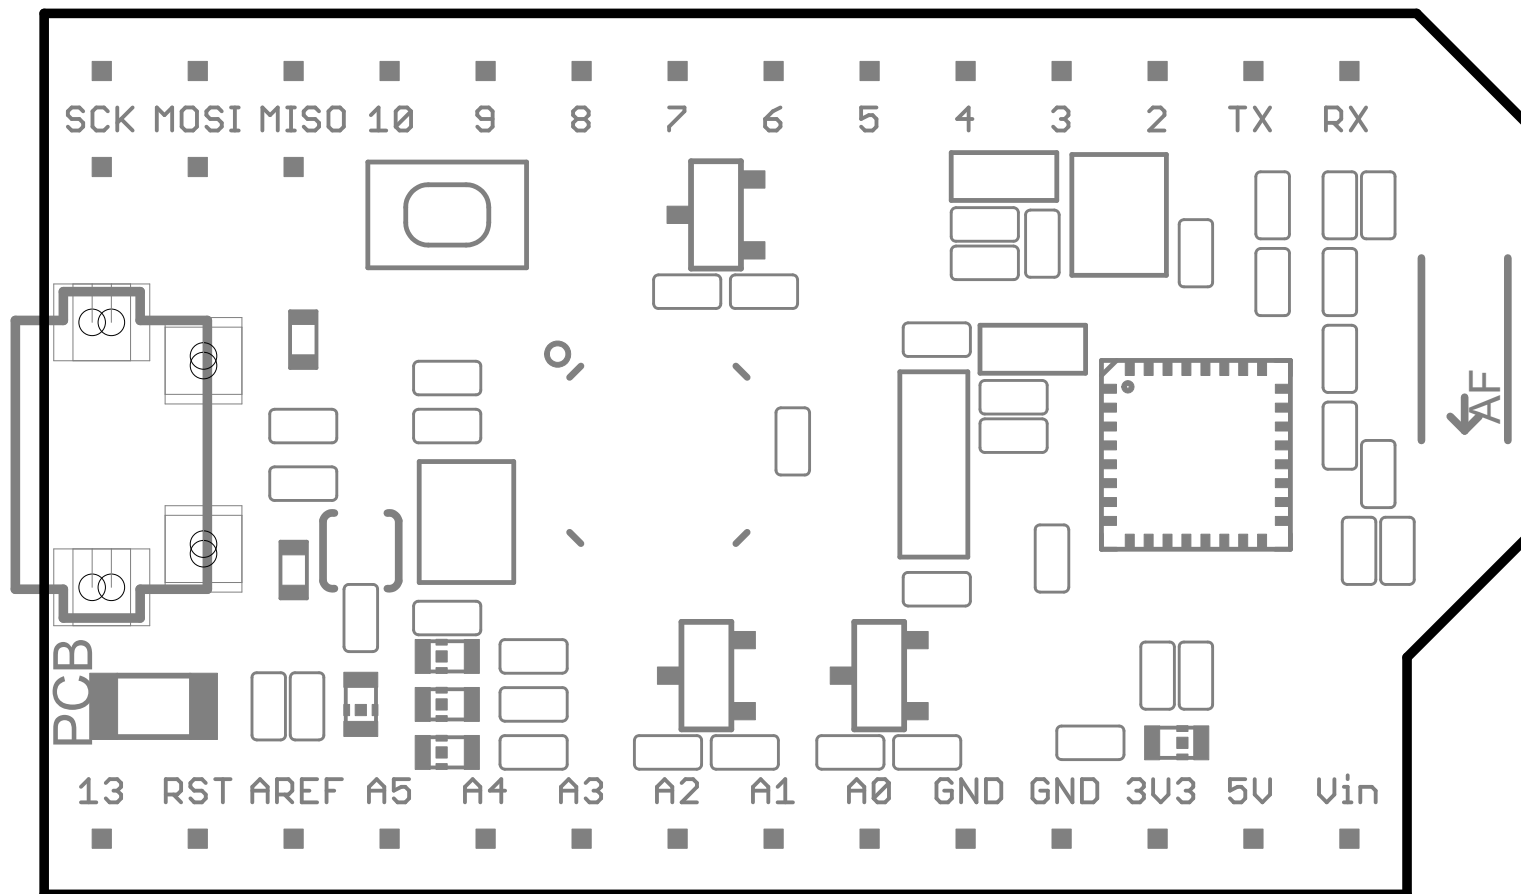 SCK MOSI MISO 10 9 8 7 6 5 4 3 2 TX RX
AF
PCB
13 RST AREF A5 A4 A3 A2 A1 A0 GND GND 3V3 5V Vin